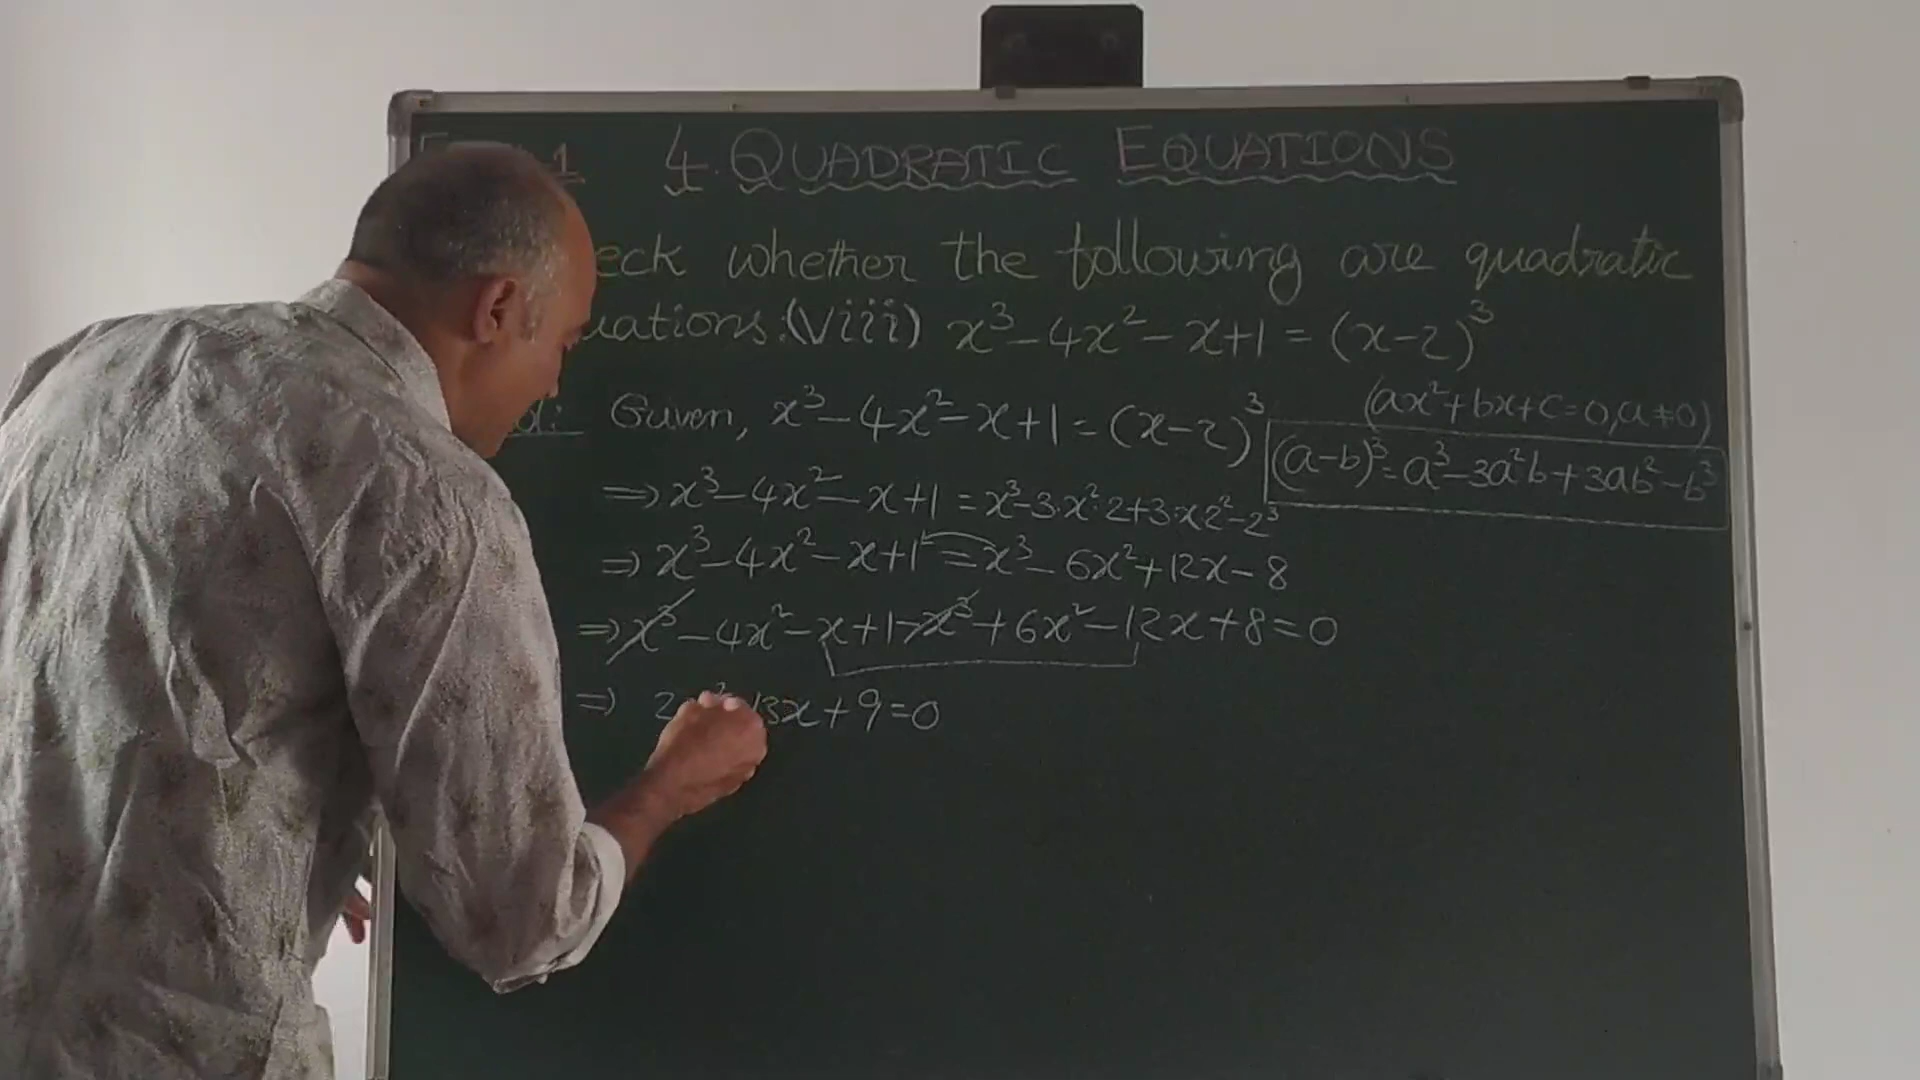 4. QUADRATIC EQUATIONS
eck whether the following are quadratic
uations: (viii) x³-4x²-x+1=(x-2)³
Given, x³-4x²-x+1=(x-2)³
(ax²+bx+c=0, a≠0)
(a-b)³=a³-3a²b+3ab²-b³
⇒x³-4x²-x+1=x³-3·x²·2+3·x2²-2³
⇒x³-4x²-x+1=x³-6x²+12x-8
⇒x³-4x²-x+1-x³+6x²-12x+8=0
⇒ 2 13x+9=0